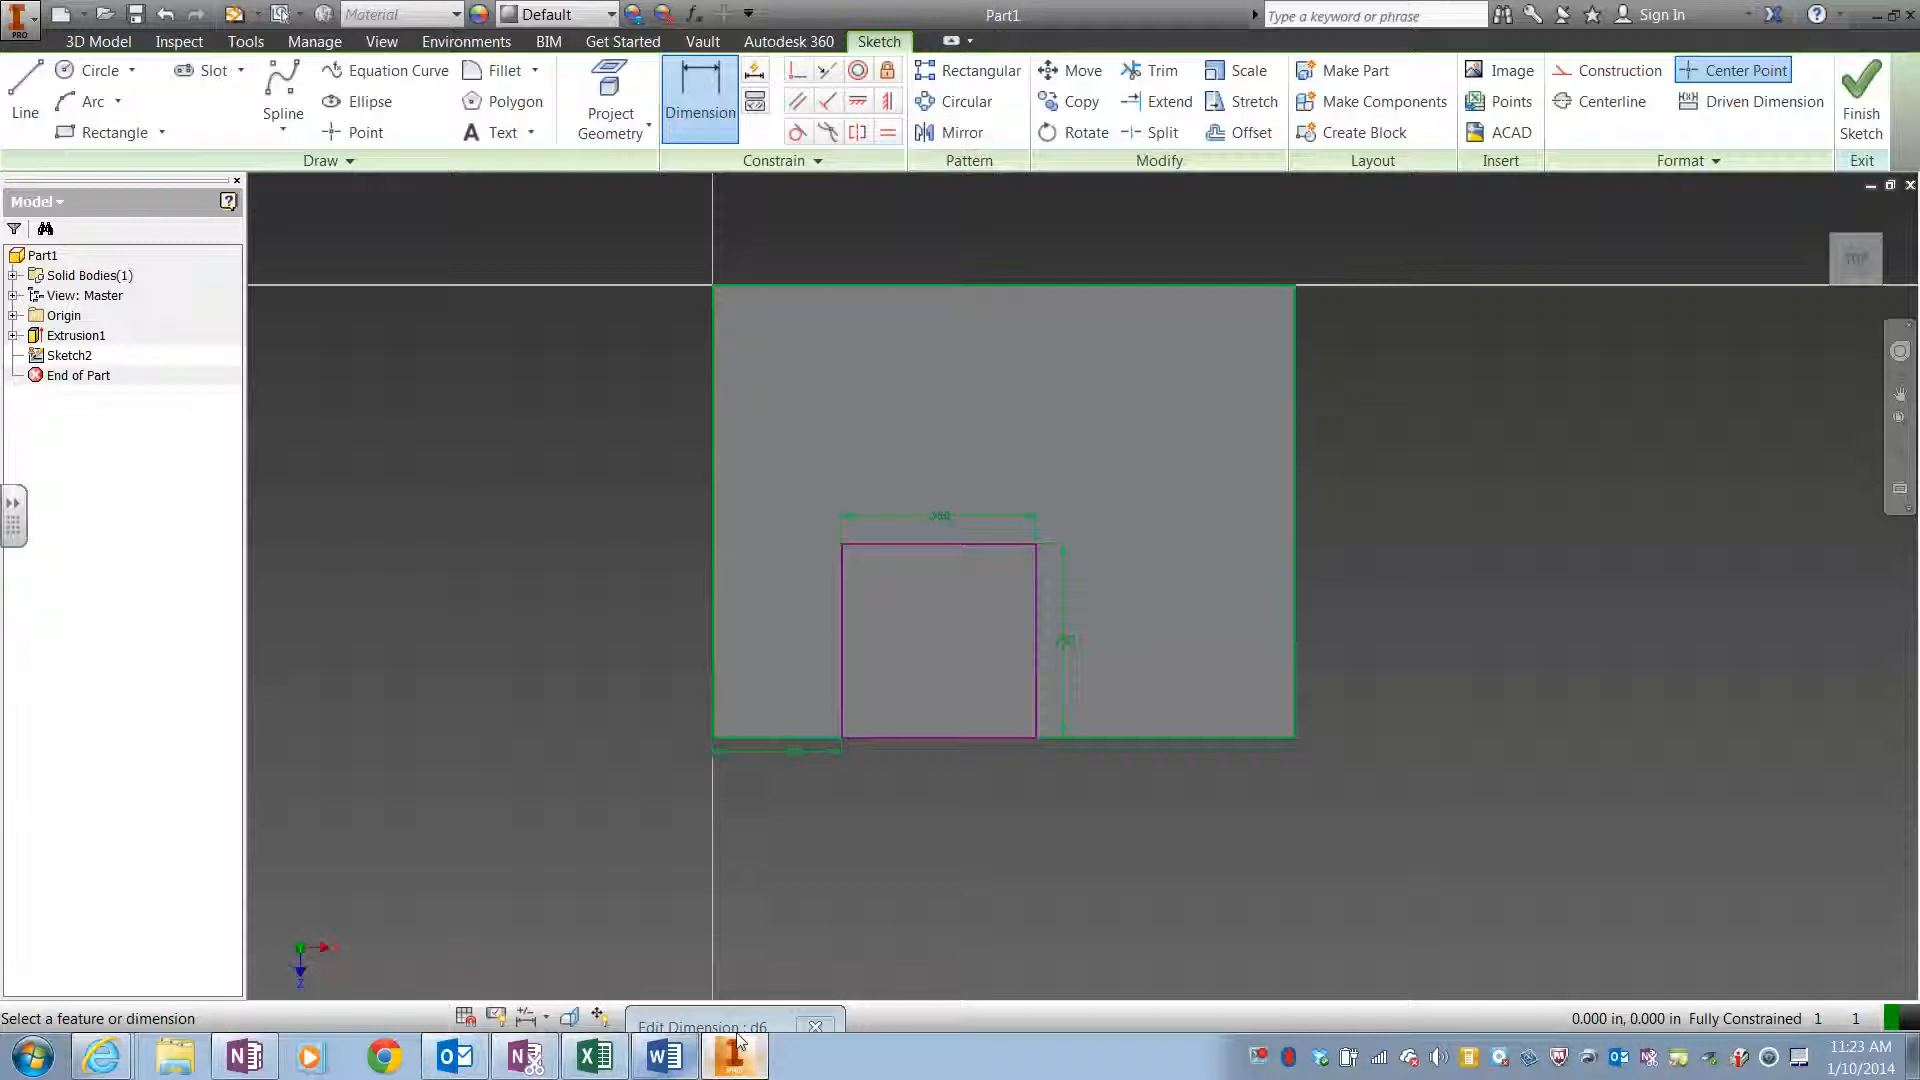 Material
Default
Part1
Type a keyword or phrase
Sign In
PRO
3D Model
Inspect
Tools
Manage
View
Environments
BIM
Get Started
Vault
Autodesk 360
Sketch
Line
Circle
Arc
Rectangle
Slot
Spline
Equation Curve
Ellipse
Point
Fillet
Polygon
Text
Project
Geometry
Dimension
Rectangular
Circular
Mirror
Move
Copy
Rotate
Trim
Extend
Split
Scale
Stretch
Offset
Make Part
Make Components
Create Block
Image
Points
ACAD
Construction
Centerline
Center Point
Driven Dimension
Finish
Sketch
Draw
Constrain
Pattern
Modify
Layout
Insert
Format
Exit
Model
Part1
Solid Bodies(1)
View: Master
Origin
Extrusion1
Sketch2
End of Part
TOP
Z
Select a feature or dimension
Edit Dimension : d6
0.000 in, 0.000 in Fully Constrained 1 1
PRO
11:23 AM
1/10/2014